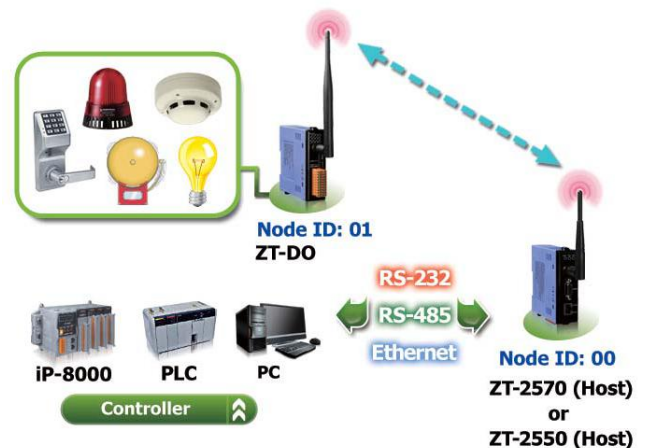 Node ID: 01
ZT-DO
RS-232
RS-485
Ethernet
iP-8000
PLC
PC
Controller
Node ID: 00
ZT-2570 (Host)
or
ZT-2550 (Host)